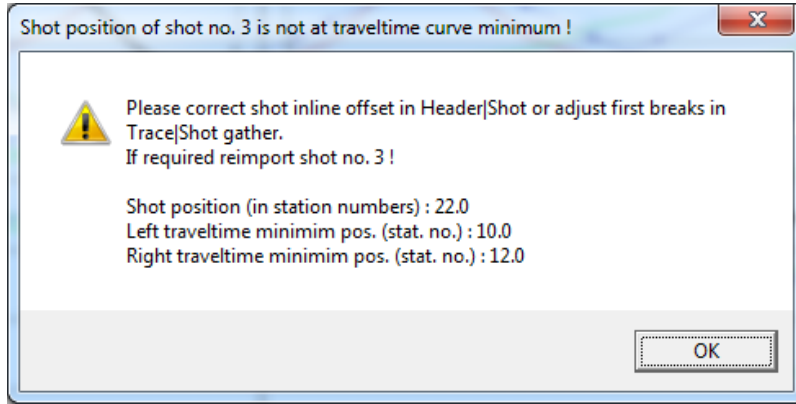 Shot position of shot no. 3 is not at traveltime curve minimum !
Please correct shot inline offset in Header|Shot or adjust first breaks in
Trace|Shot gather.
If required reimport shot no. 3 !
Shot position (in station numbers) : 22.0
Left traveltime minimim pos. (stat. no.) : 10.0
Right traveltime minimim pos. (stat. no.) : 12.0
OK